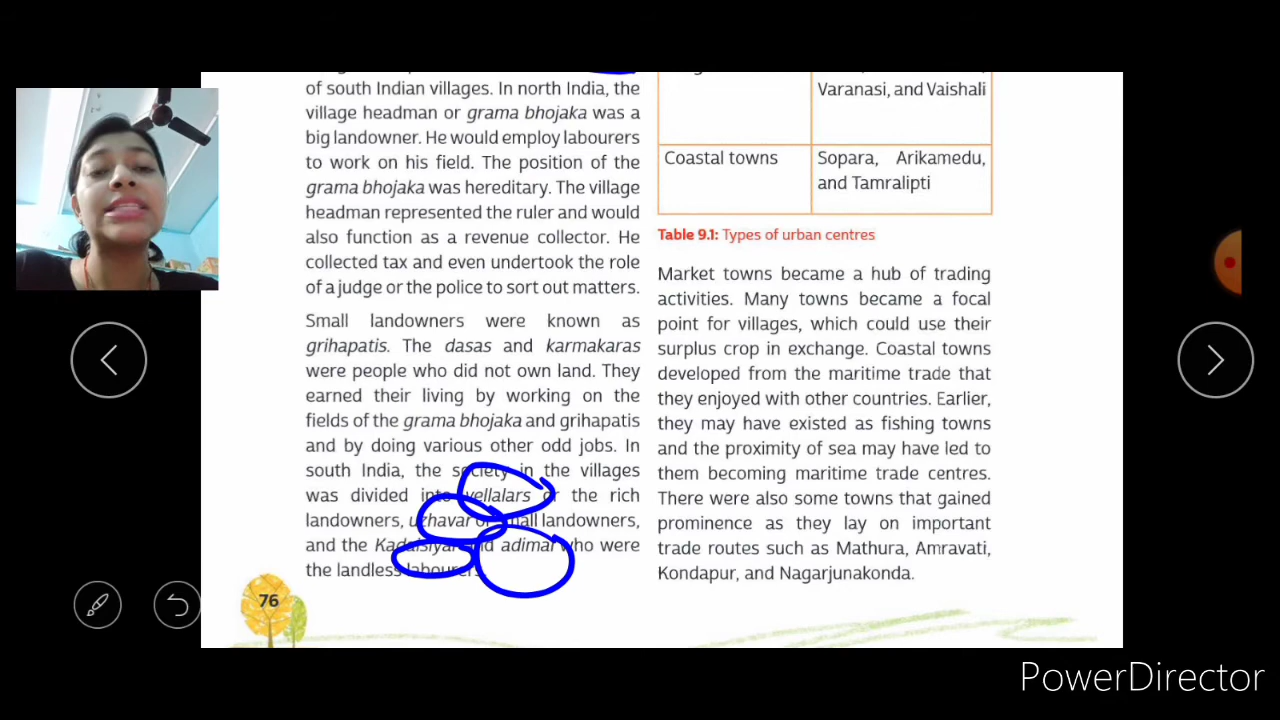 of south Indian villages. In north India, the
village headman or grama bhojaka was a
big landowner. He would employ labourers
to work on his field. The position of the
grama bhojaka was hereditary. The village
headman represented the ruler and would
also function as a revenue collector. He
collected tax and even undertook the role
of a judge or the police to sort out matters.
Small landowners were known as
grihapatis. The dasas and karmakaras
were people who did not own land. They
earned their living by working on the
fields of the grama bhojaka and grihapatis
and by doing various other odd jobs. In
south India, the society in the villages
was divided into vellalars or the rich
landowners, uzhavar or small landowners,
and the Kadaisiyar and adimai who were
the landless labourers.
76
Varanasi, and Vaishali
Coastal towns
Sopara, Arikamedu,
and Tamralipti
Table 9.1: Types of urban centres
Market towns became a hub of trading
activities. Many towns became a focal
point for villages, which could use their
surplus crop in exchange. Coastal towns
developed from the maritime trade that
they enjoyed with other countries. Earlier,
they may have existed as fishing towns
and the proximity of sea may have led to
them becoming maritime trade centres.
There were also some towns that gained
prominence as they lay on important
trade routes such as Mathura, Amravati,
Kondapur, and Nagarjunakonda.
PowerDirector